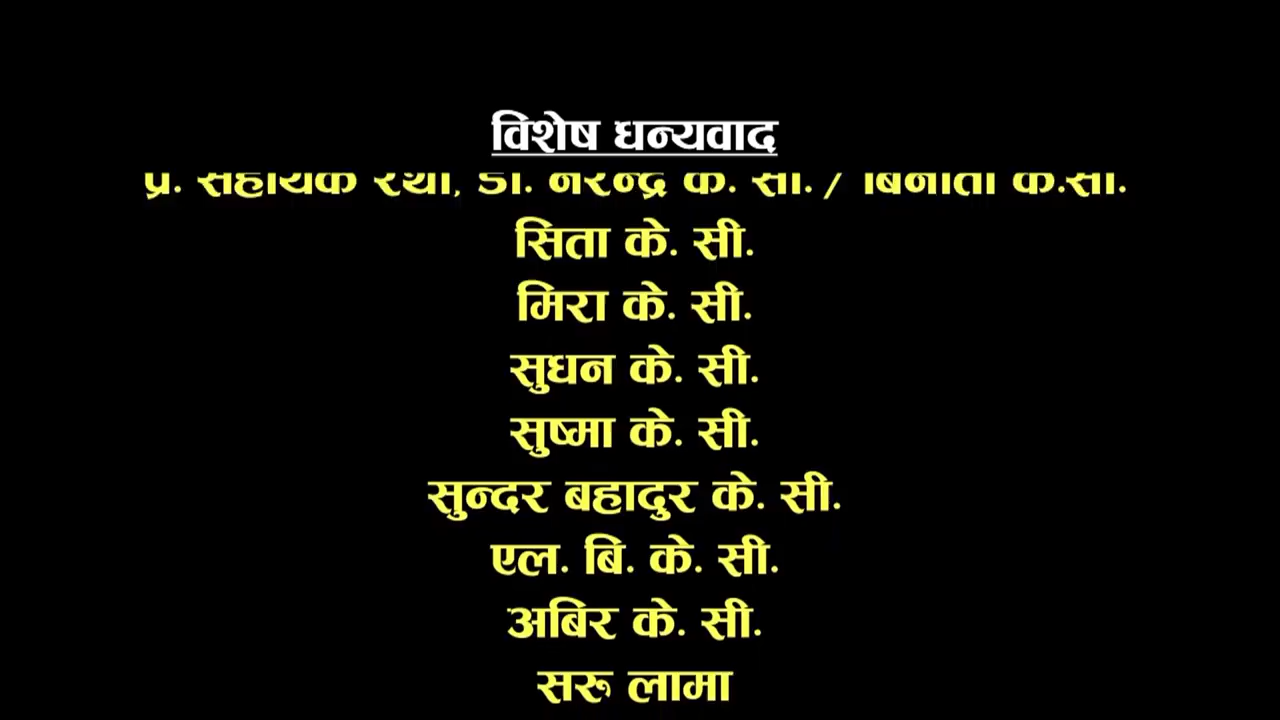 विशेष धन्यवाद
प्र. सहायक रथी, डा. नरेन्द्र के. सी. / बिनीता के.सी.
सिता के. सी.
मिरा के. सी.
सुधन के. सी.
सुष्मा के. सी.
सुन्दर बहादुर के. सी.
एल. बि. के. सी.
अबिर के. सी.
सरु लामा